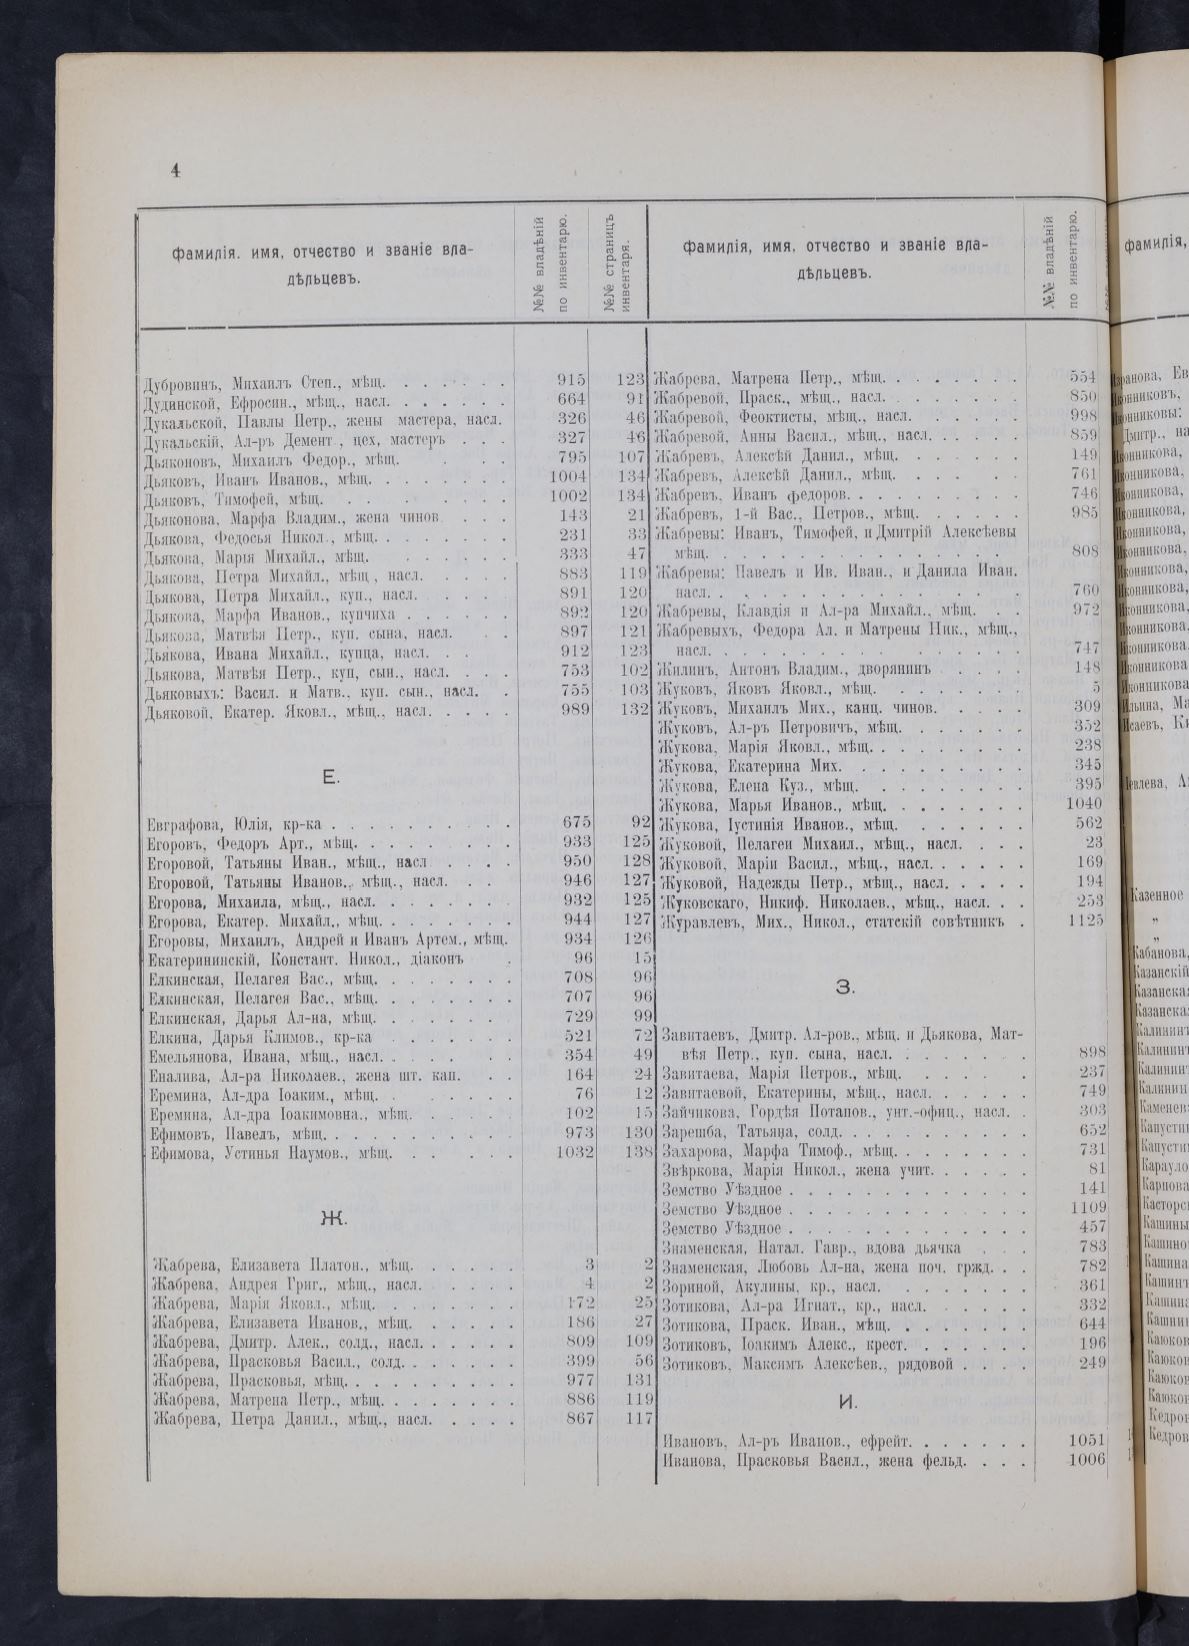 4
Фамилія, имя, отчество и званіе вла-
дѣльцевъ.
№№ владѣній
по инвентарю.
№№ страницъ
инвентаря.
Дубровинъ, Михаилъ Степ., мѣщ. . . . . . . 915 123
Дудинской, Ефросин., мѣщ., насл. . . . . . . 664 91
Дукальской, Павлы Петр., жены мастера, насл. 326 46
Дукальскій, Ал-ръ Демент., цех. мастеръ . . . 327 46
Дьяконовъ, Михаилъ Федор., мѣщ. . . . . 795 107
Дьяковъ, Иванъ Иванов., мѣщ. . . . . . . . 1004 134
Дьяковъ, Тимофей, мѣщ. . . . . . . . . 1002 134
Дьяконова, Марфа Владим., жена чинов. . . . 143 21
Дьякова, Федосья Никол., мѣщ. . . . . . . . 231 33
Дьякова, Марія Михайл., мѣщ. . . . . . . 333 47
Дьякова, Петра Михайл., мѣщ., насл. . . . . 883 119
Дьякова, Петра Михайл., куп., насл. . . . . 891 120
Дьякова, Марфа Иванов., купчиха . . . . . . 892 120
Дьякова, Матвѣя Петр., куп. сына, насл. . . 897 121
Дьякова, Ивана Михайл., купца, насл. . . . 912 123
Дьякова, Матвѣя Петр., куп, сын., насл. . . . 753 102
Дьяковыхъ: Васил. и Матв., куп. сын., насл. . 755 103
Дьяковой, Екатер. Яковл., мѣщ., насл. . . . . 989 132
Е.
Евграфова, Юлія, кр-ка . . . . . . . . . . 675 92
Егоровъ, Федоръ Арт., мѣщ. . . . . . . . . 933 125
Егоровой, Татьяны Иван., мѣщ., насл. . . . . 950 128
Егоровой, Татьяны Иванов., мѣщ., насл. . . . 946 127
Егорова, Михаила, мѣщ., насл. . . . . . . . 932 125
Егорова, Екатер. Михайл., мѣщ. . . . . . . . 944 127
Егоровы, Михаилъ, Андрей и Иванъ Артем., мѣщ. 934 126
Екатерининскій, Констант. Никол., діаконъ . 96 15
Елкинская, Пелагея Вас., мѣщ. . . . . . . . 708 96
Елкинская, Пелагея Вас., мѣщ. . . . . . . . 707 96
Елкинская, Дарья Ал-на, мѣщ. . . . . . . 729 99
Елкина, Дарья Климов., кр-ка . . . . . . . 521 72
Емельянова, Ивана, мѣщ., насл. . . . . . . 354 49
Еналива, Ал-ра Николаев., жена шт. кап. . . 164 24
Еремина, Ал-дра Іоаким., мѣщ. . . . . . . 76 12
Еремина, Ал-дра Іоакимовна., мѣщ. . . . . . 102 15
Ефимовъ, Павелъ, мѣщ. . . . . . . . . . . 973 130
Ефимова, Устинья Наумов., мѣщ. . . . . . . 1032 138
Ж.
Жабрева, Елизавета Платон., мѣщ. . . . . . 3 2
Жабрева, Андрея Григ., мѣщ., насл. . . . . . 4 2
Жабрева, Марія Яковл., мѣщ. . . . . . . . 172 25
Жабрева, Елизавета Иванов., мѣщ. . . . . . 186 27
Жабрева, Дмитр. Алек., солд., насл. . . . . . 809 109
Жабрева, Прасковья Васил., солд. . . . . . . 399 56
Жабрева, Прасковья, мѣщ. . . . . . . . . . 977 131
Жабрева, Матрена Петр., мѣщ. . . . . . . . 886 119
Жабрева, Петра Данил., мѣщ., насл. . . . . 867 117
Фамилія, имя, отчество и званіе вла-
дѣльцевъ.
№№ владѣній
по инвентарю.
Жабрева, Матрена Петр., мѣщ. . . . . . . . 554
Жабревой, Праск., мѣщ., насл. . . . . . . . 850
Жабревой, Феоктисты, мѣщ., насл. . . . . . 998
Жабревой, Анны Васил., мѣщ., насл. . . . . . 859
Жабревъ, Алексѣй Данил., мѣщ. . . . . . . 149
Жабревъ, Алексѣй Данил., мѣщ. . . . . . . 761
Жабревъ, Иванъ Федоров. . . . . . . . . . 746
Жабревъ, 1-й Вас., Петров., мѣщ. . . . . . 985
Жабревы: Иванъ, Тимофей, и Дмитрій Алексѣевы
мѣщ. . . . . . . . . . . . . . . . . 808
Жабревы: Павелъ и Ив. Иван., и Данила Иван.
насл. . . . . . . . . . . . . . . . . 760
Жабревы, Клавдія и Ал-ра Михайл., мѣщ. . . 972
Жабревыхъ, Федора Ал. и Матрены Ник., мѣщ.,
насл. . . . . . . . . . . . . . . . . 747
Жилинъ, Антонъ Владим., дворянинъ . . . . . 148
Жуковъ, Яковъ Яковл., мѣщ. . . . . . . . 5
Жуковъ, Михаилъ Мих., канц. чинов. . . . . 309
Жуковъ, Ал-ръ Петровичъ, мѣщ. . . . . . . 352
Жукова, Марія Яковл., мѣщ. . . . . . . . . 238
Жукова, Екатерина Мих. . . . . . . . . . 345
Жукова, Елена Куз., мѣщ. . . . . . . . . 395
Жукова, Марья Иванов., мѣщ. . . . . . . . 1040
Жукова, Іустинія Иванов., мѣщ. . . . . . . 562
Жуковой, Пелагеи Михаил., мѣщ., насл. . . . 23
Жуковой, Маріи Васил., мѣщ., насл. . . . . . 169
Жуковой, Надежды Петр., мѣщ., насл. . . . . 194
Жуковскаго, Никиф. Николаев., мѣщ., насл. . . 253
Журавлевъ, Мих., Никол., статскій совѣтникъ . 1125
З.
Завитаевъ, Дмитр. Ал-ров., мѣщ. и Дьякова, Мат-
вѣя Петр., куп. сына, насл. . . . . . . . 898
Завитаева, Марія Петров., мѣщ. . . . . . . 237
Завитаевой, Екатерины, мѣщ., насл. . . . . . 749
Зайчикова, Гордѣя Потапов., унт.-офиц., насл. . 303
Зарешба, Татьяна, солд. . . . . . . . . . . 652
Захарова, Марфа Тимоф., мѣщ. . . . . . . . 731
Звѣркова, Марія Никол., жена учит. . . . . . 81
Земство Уѣздное . . . . . . . . . . . . . 141
Земство Уѣздное . . . . . . . . . . . . . 1109
Земство Уѣздное . . . . . . . . . . . . . 457
Знаменская, Натал. Гавр., вдова дьячка . . . 783
Знаменская, Любовь Ал-на, жена поч. гржд. . . 782
Зориной, Акулины, кр., насл. . . . . . . . 361
Зотикова, Ал-ра Игнат., кр., насл. . . . . . 332
Зотикова, Праск. Иван., мѣщ. . . . . . . . 644
Зотиковъ, Іоакимъ Алекс., крест. . . . . . . 196
Зотиковъ, Максимъ Алексѣев., рядовой . . . . 249
И.
Ивановъ, Ал-ръ Иванов., ефрейт. . . . . . . 1051
Иванова, Прасковья Васил., жена фельд. . . . 1006